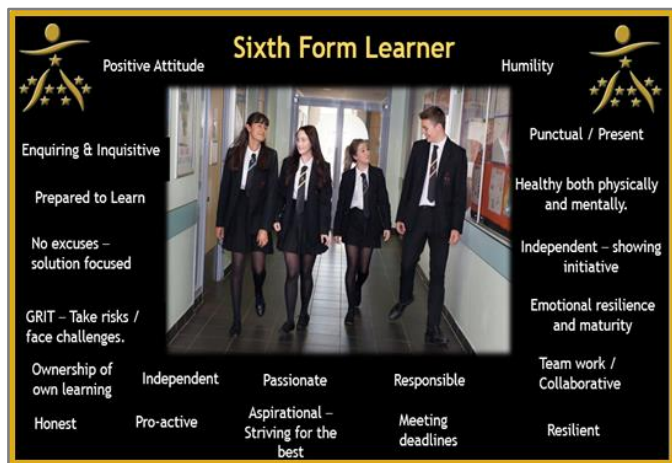 Sixth Form Learner
Positive Attitude
Humility
Enquiring & Inquisitive
Punctual / Present
Prepared to Learn
Healthy both physically
and mentally.
No excuses –
solution focused
Independent – showing
initiative
GRIT – Take risks /
face challenges.
Emotional resilience
and maturity
Ownership of
own learning
Independent
Passionate
Responsible
Team work /
Collaborative
Honest
Pro-active
Aspirational –
Striving for the
best
Meeting
deadlines
Resilient